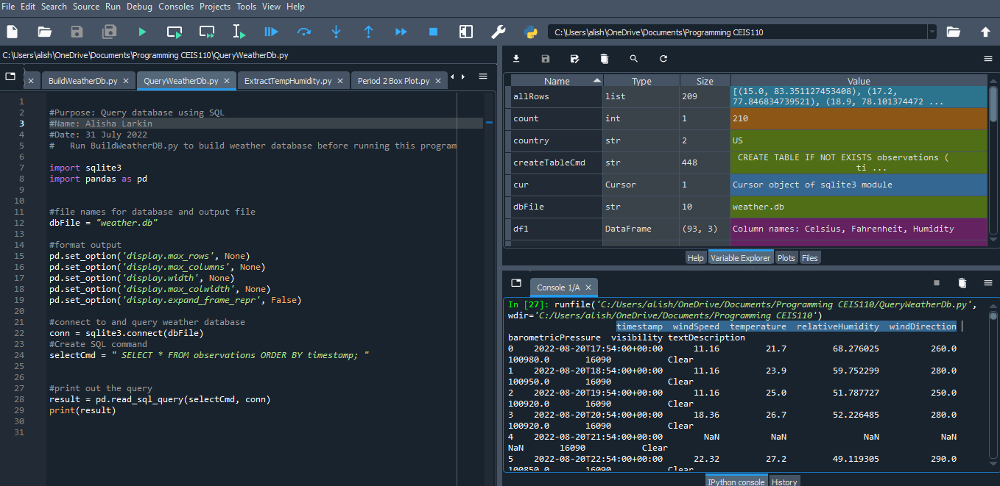 File Edit Search Source Run Debug Consoles Projects Tools View Help
C:\Users\alish\OneDrive\Documents\Programming CEIS110
C:\Users\alish\OneDrive\Documents\Programming CEIS110\QueryWeatherDb.py
BuildWeatherDb.py QueryWeatherDb.py ExtractTempHumidity.py Period 2 Box Plot.py
1
2 #Purpose: Query database using SQL
3 #Name: Alisha Larkin
4 #Date: 31 July 2022
5 #   Run BuildWeatherDB.py to build weather database before running this program
6
7 import sqlite3
8 import pandas as pd
9
10
11 #file names for database and output file
12 dbFile = "weather.db"
13
14 #format output
15 pd.set_option('display.max_rows', None)
16 pd.set_option('display.max_columns', None)
17 pd.set_option('display.width', None)
18 pd.set_option('display.max_colwidth', None)
19 pd.set_option('display.expand_frame_repr', False)
20
21 #connect to and query weather database
22 conn = sqlite3.connect(dbFile)
23 #Create SQL command
24 selectCmd = " SELECT * FROM observations ORDER BY timestamp; "
25
26
27 #print out the query
28 result = pd.read_sql_query(selectCmd, conn)
29 print(result)
30
31
Name Type Size Value
allRows list 209 [(15.0, 83.351127453408), (17.2,
77.846834739521), (18.9, 78.101374472 ...
count int 1 210
country str 2 US
createTableCmd str 448 CREATE TABLE IF NOT EXISTS observations (
ti ...
cur Cursor 1 Cursor object of sqlite3 module
dbFile str 10 weather.db
df1 DataFrame (93, 3) Column names: Celsius, Fahrenheit, Humidity
Help Variable Explorer Plots Files
Console 1/A
In [27]: runfile('C:/Users/alish/OneDrive/Documents/Programming CEIS110/QueryWeatherDb.py',
wdir='C:/Users/alish/OneDrive/Documents/Programming CEIS110')
timestamp windSpeed temperature relativeHumidity windDirection
barometricPressure visibility textDescription
0 2022-08-20T17:54:00+00:00 11.16 21.7 68.276025 260.0
100980.0 16090 Clear
1 2022-08-20T18:54:00+00:00 11.16 23.9 59.752299 280.0
100950.0 16090 Clear
2 2022-08-20T19:54:00+00:00 11.16 25.0 51.787727 250.0
100920.0 16090 Clear
3 2022-08-20T20:54:00+00:00 18.36 26.7 52.226485 280.0
100920.0 16090 Clear
4 2022-08-20T21:54:00+00:00 NaN NaN NaN NaN
NaN 16090 Clear
5 2022-08-20T22:54:00+00:00 22.32 27.2 49.119305 290.0
100850.0 16090 Clear
IPython console History